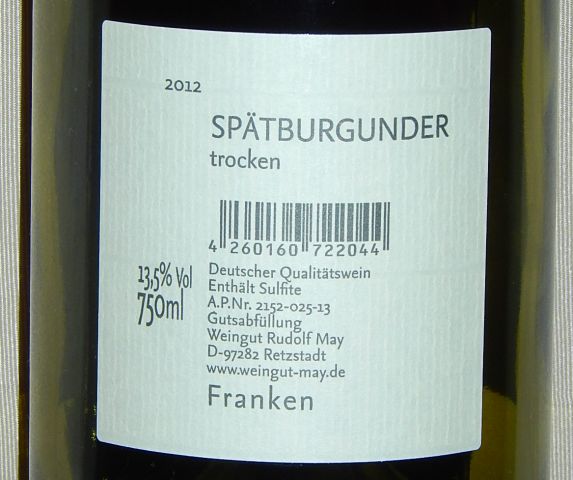 2012
SPÄTBURGUNDER
trocken
4 260160 722044
13,5% Vol
750ml
Deutscher Qualitätswein
Enthält Sulfite
A.P.Nr. 2152-025-13
Gutsabfüllung
Weingut Rudolf May
D-97282 Retzstadt
www.weingut-may.de
Franken